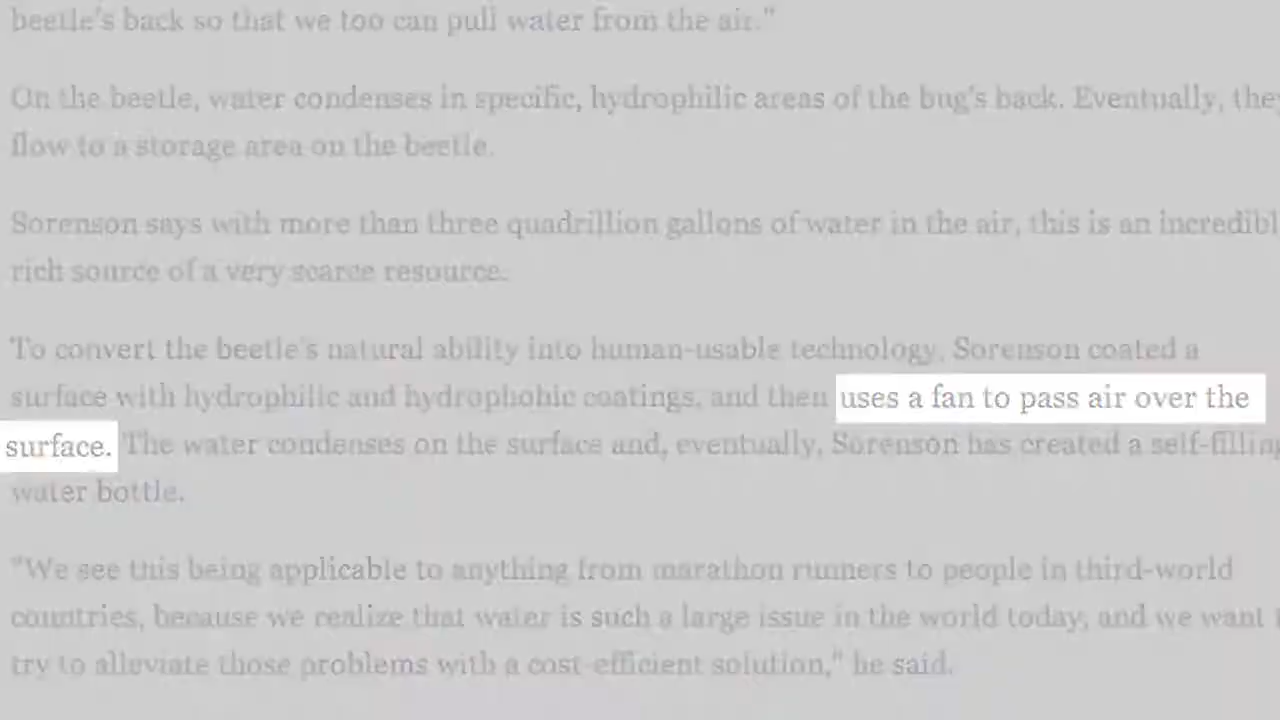 beetle's back so that we too can pull water from the air."
On the beetle, water condenses in specific, hydrophilic areas of the bug's back. Eventually, they
flow to a storage area on the beetle.
Sorenson says with more than three quadrillion gallons of water in the air, this is an incredibl
rich source of a very scarce resource.
To convert the beetle's natural ability into human-usable technology, Sorenson coated a
surface with hydrophilic and hydrophobic coatings, and then uses a fan to pass air over the
surface. The water condenses on the surface and, eventually, Sorenson has created a self-filling
water bottle.
"We see this being applicable to anything from marathon runners to people in third-world
countries, because we realize that water is such a large issue in the world today, and we want
try to alleviate those problems with a cost-efficient solution," he said.